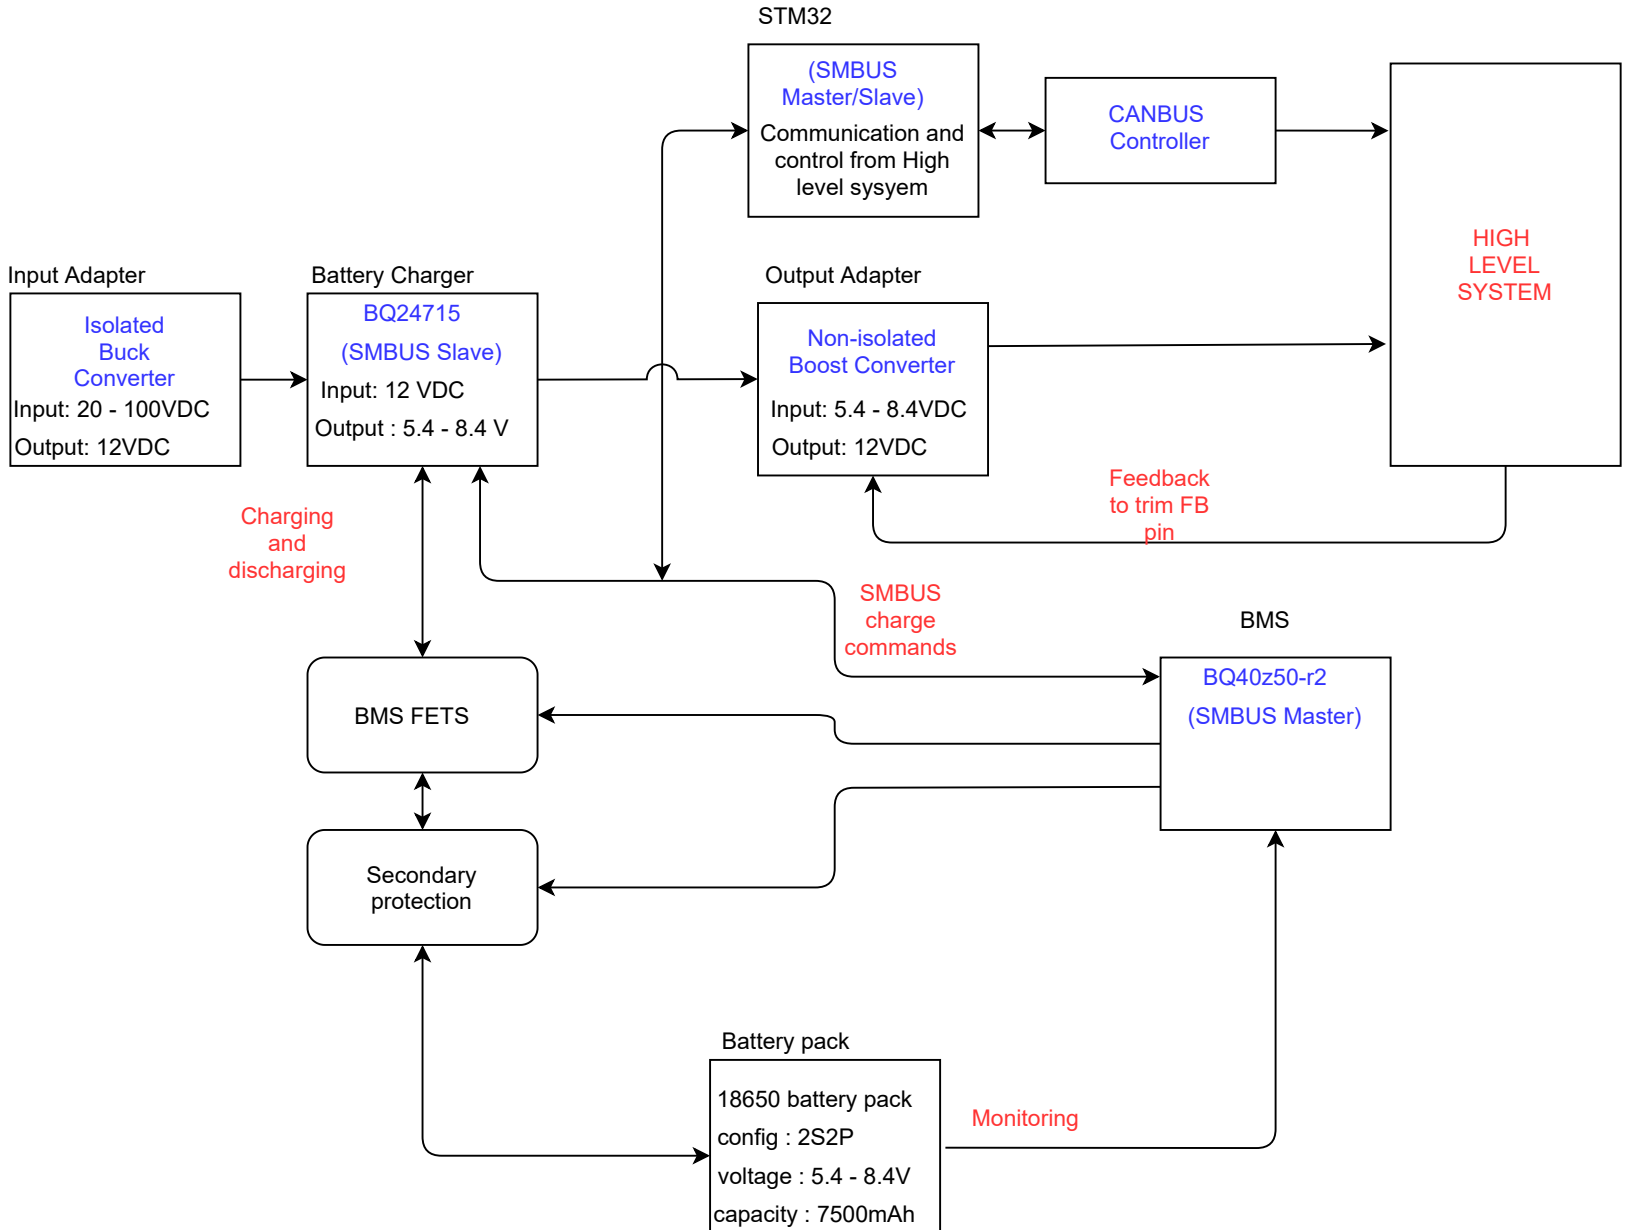 STM32
(SMBUS
Master/Slave)
Communication and
control from High
level sysyem
CANBUS
Controller
HIGH
LEVEL
SYSTEM
Input Adapter
Isolated
Buck
Converter
Input: 20 - 100VDC
Output: 12VDC
Battery Charger
BQ24715
(SMBUS Slave)
Input: 12 VDC
Output : 5.4 - 8.4 V
Output Adapter
Non-isolated
Boost Converter
Input: 5.4 - 8.4VDC
Output: 12VDC
Feedback
to trim FB
pin
Charging
and
discharging
SMBUS
charge
commands
BMS
BQ40z50-r2
(SMBUS Master)
BMS FETS
Secondary
protection
Battery pack
18650 battery pack
config : 2S2P
voltage : 5.4 - 8.4V
capacity : 7500mAh
Monitoring